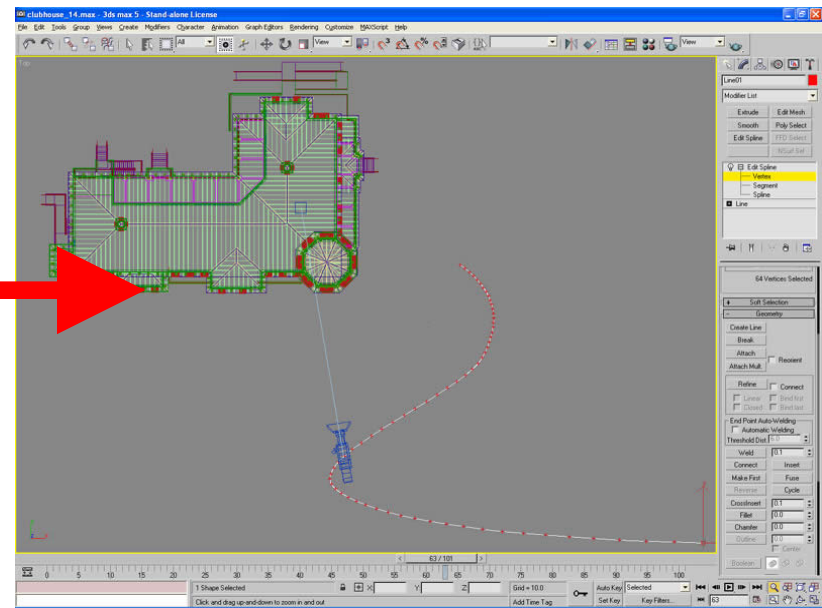 clubhouse_14.max - 3ds max 5 - Stand-alone License
File Edit Tools Group Views Create Modifiers Character Animation Graph Editors Rendering Customize MAXScript Help
All View View
Top
Line01
Modifier List
Extrude Edit Mesh
Smooth Poly Select
Edit Spline FFD Select
Edit Spline
Vertex
Segment
Spline
Line
64 Vertices Selected
+ Soft Selection
- Geometry
Create Line
Break
Attach
Reorient
Attach Mult.
Refine Connect
Linear Bind first
Closed Bind last
End Point Auto-Welding
Automatic Welding
Threshold Dist 6.0
Weld 0.1
Connect Insert
Make First Fuse
Reverse Cycle
CrossInsert 0.1
Fillet 0.0
Chamfer 0.0
Outline 0.0
Center
Boolean
63 / 101
0 5 10 15 20 25 30 35 40 45 50 55 60 65 70 75 80 85 90 95 100
1 Shape Selected X Y Z Grid = 10.0 Auto Key Selected
Click and drag up-and-down to zoom in and out Add Time Tag Set Key Key Filters... 63